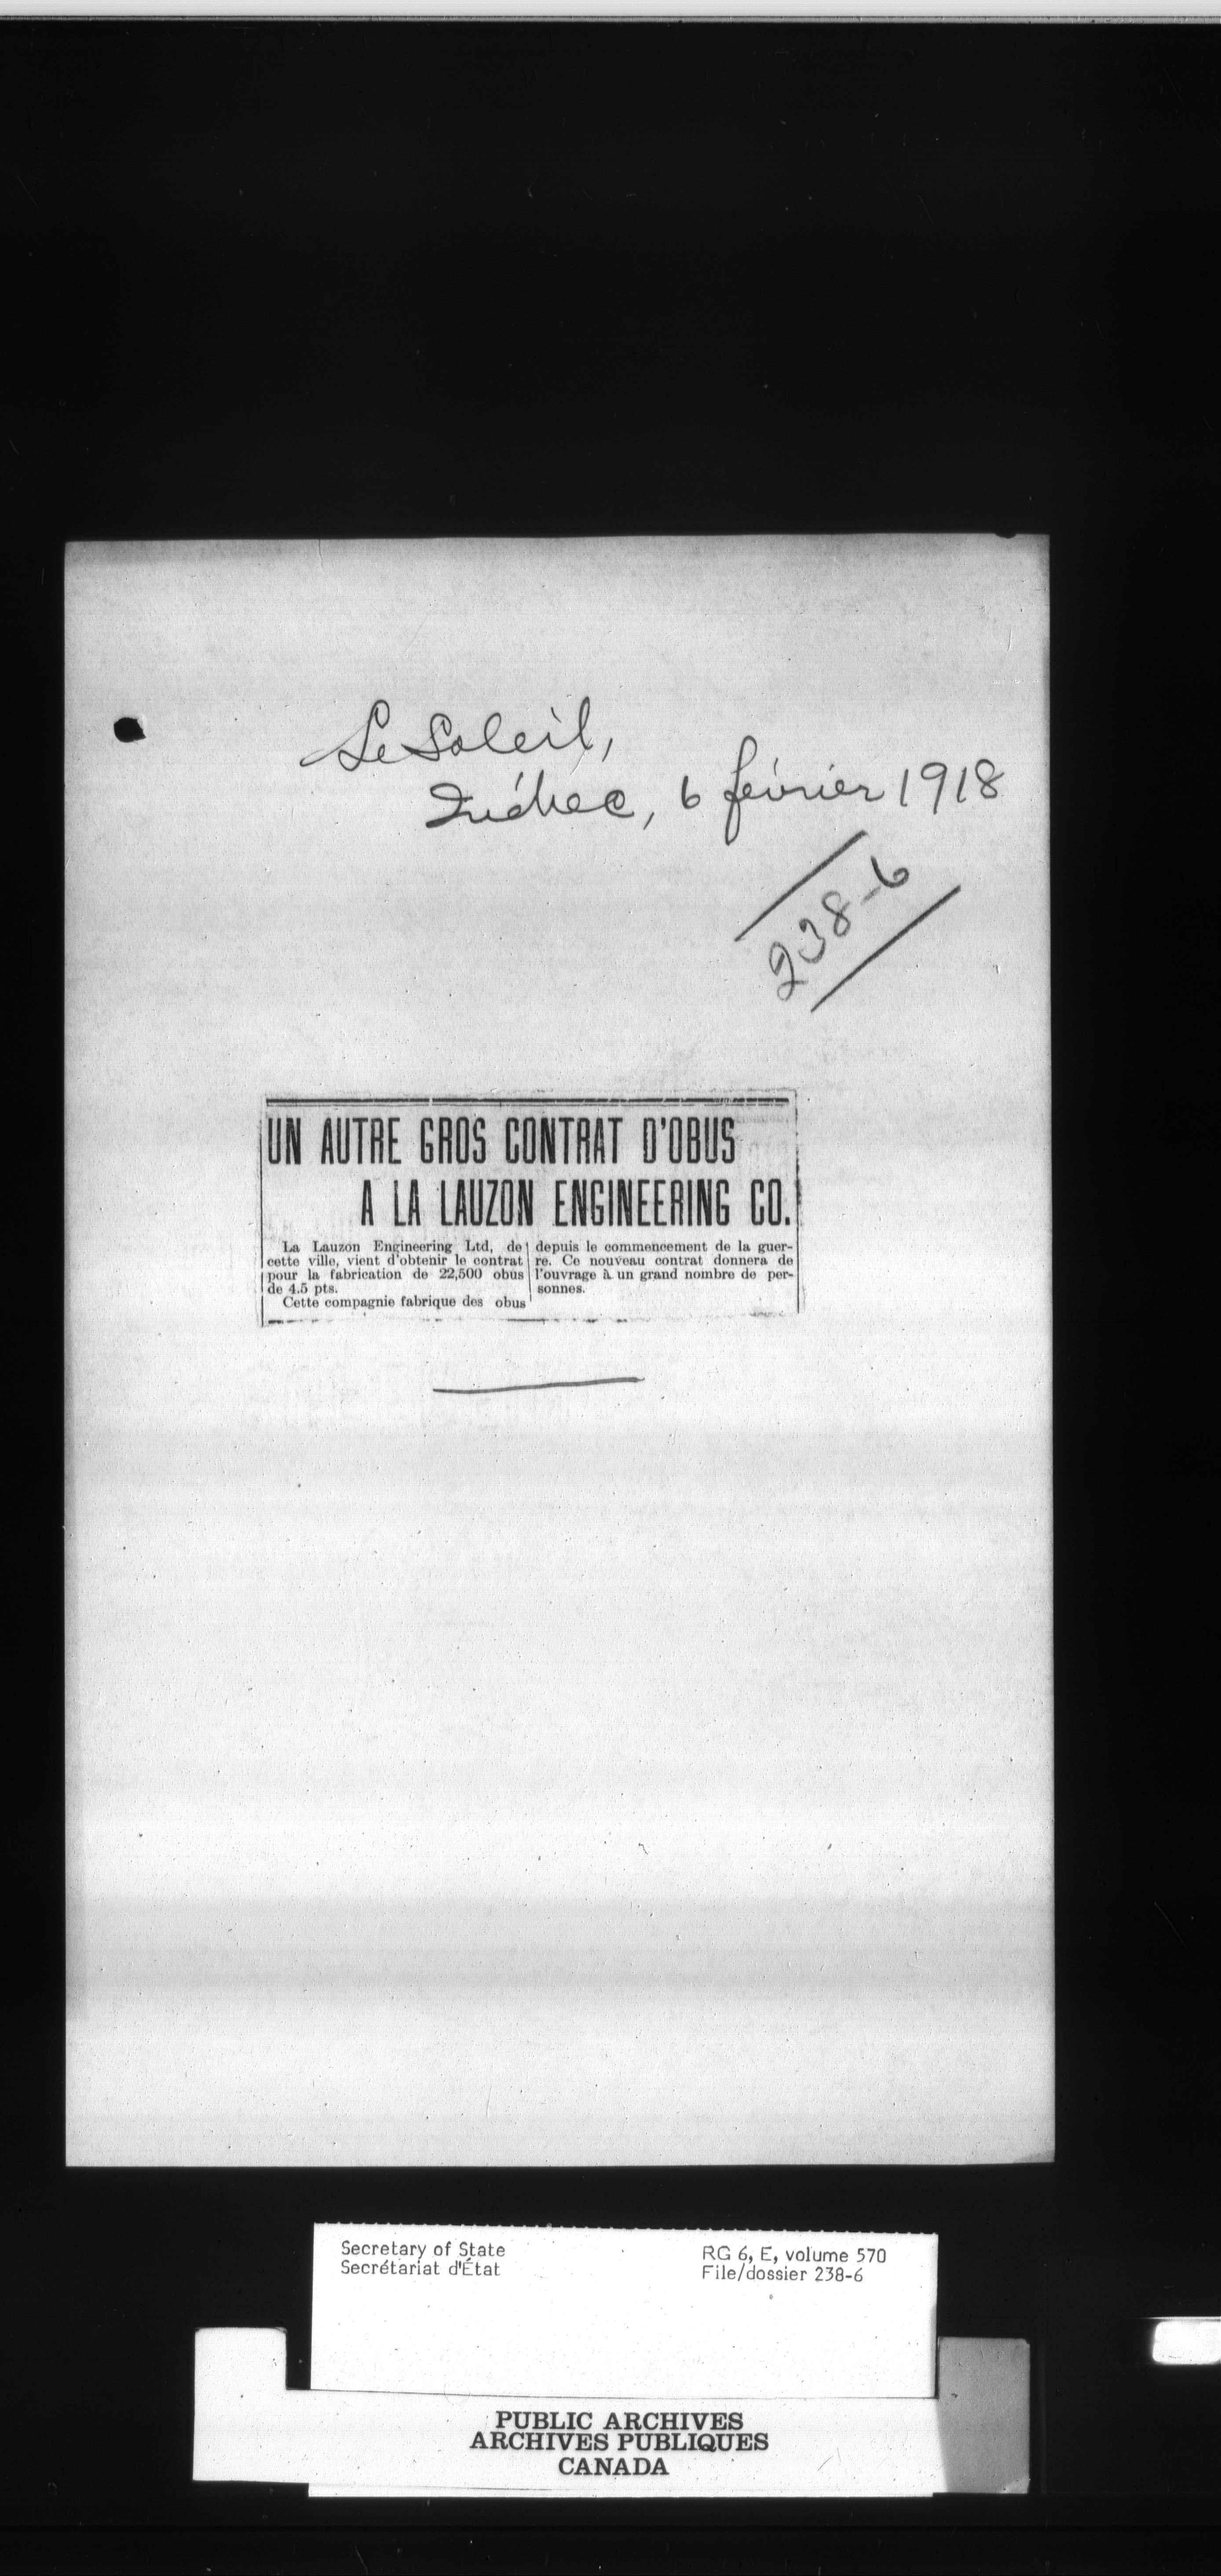 Le Soleil,
Québec, 6 février 1918
238-6
UN AUTRE GROS CONTRAT D'OBUS
A LA LAUZON ENGINEERING CO.
La Lauzon Engineering Ltd, de
cette ville, vient d'obtenir le contrat
pour la fabrication de 22,500 obus
de 4.5 pts.
Cette compagnie fabrique des obus
depuis le commencement de la guer-
re. Ce nouveau contrat donnera de
l'ouvrage à un grand nombre de per-
sonnes.
Secretary of State
Secrétariat d'État
RG 6, E, volume 570
File/dossier 238-6
PUBLIC ARCHIVES
ARCHIVES PUBLIQUES
CANADA